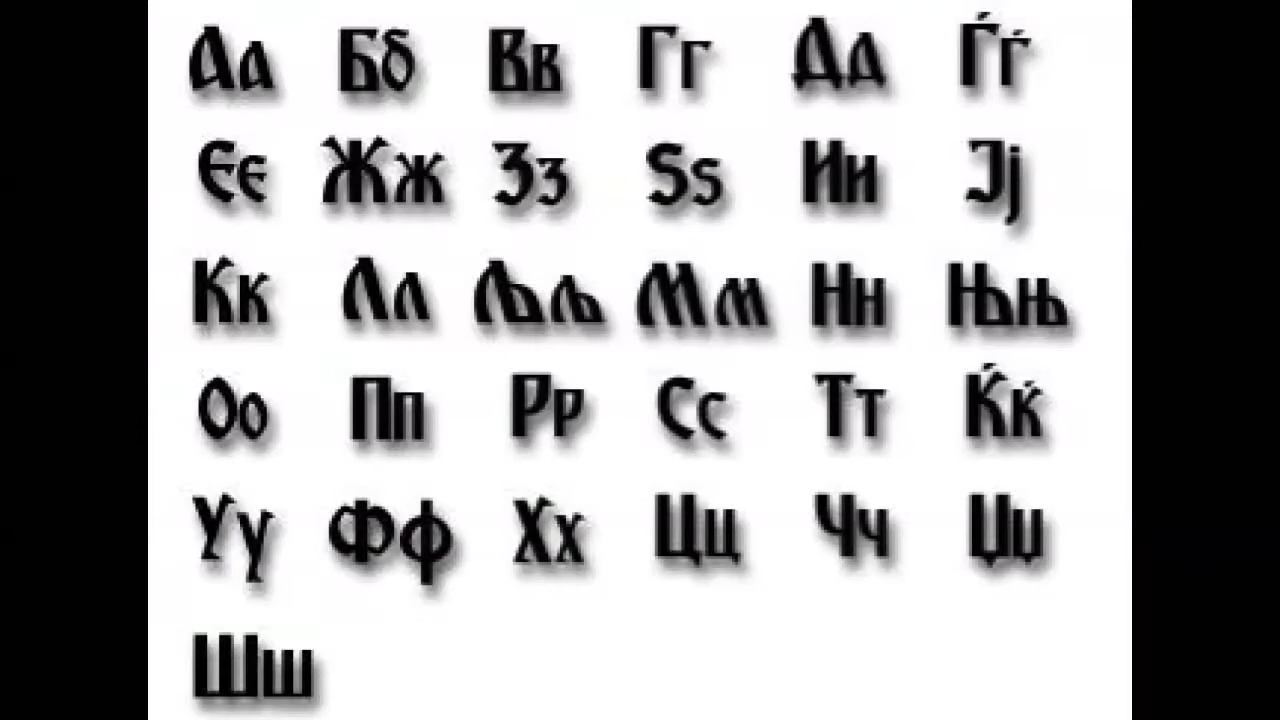 Аа Бб Вв Гг Дд Ѓѓ
Ее Жж Зз Ѕѕ Ии Јј
Кк Лл Љљ Мм Нн Њњ
Оо Пп Рр Сс Тт Ќќ
Уу Фф Хх Цц Чч Џџ
Шш